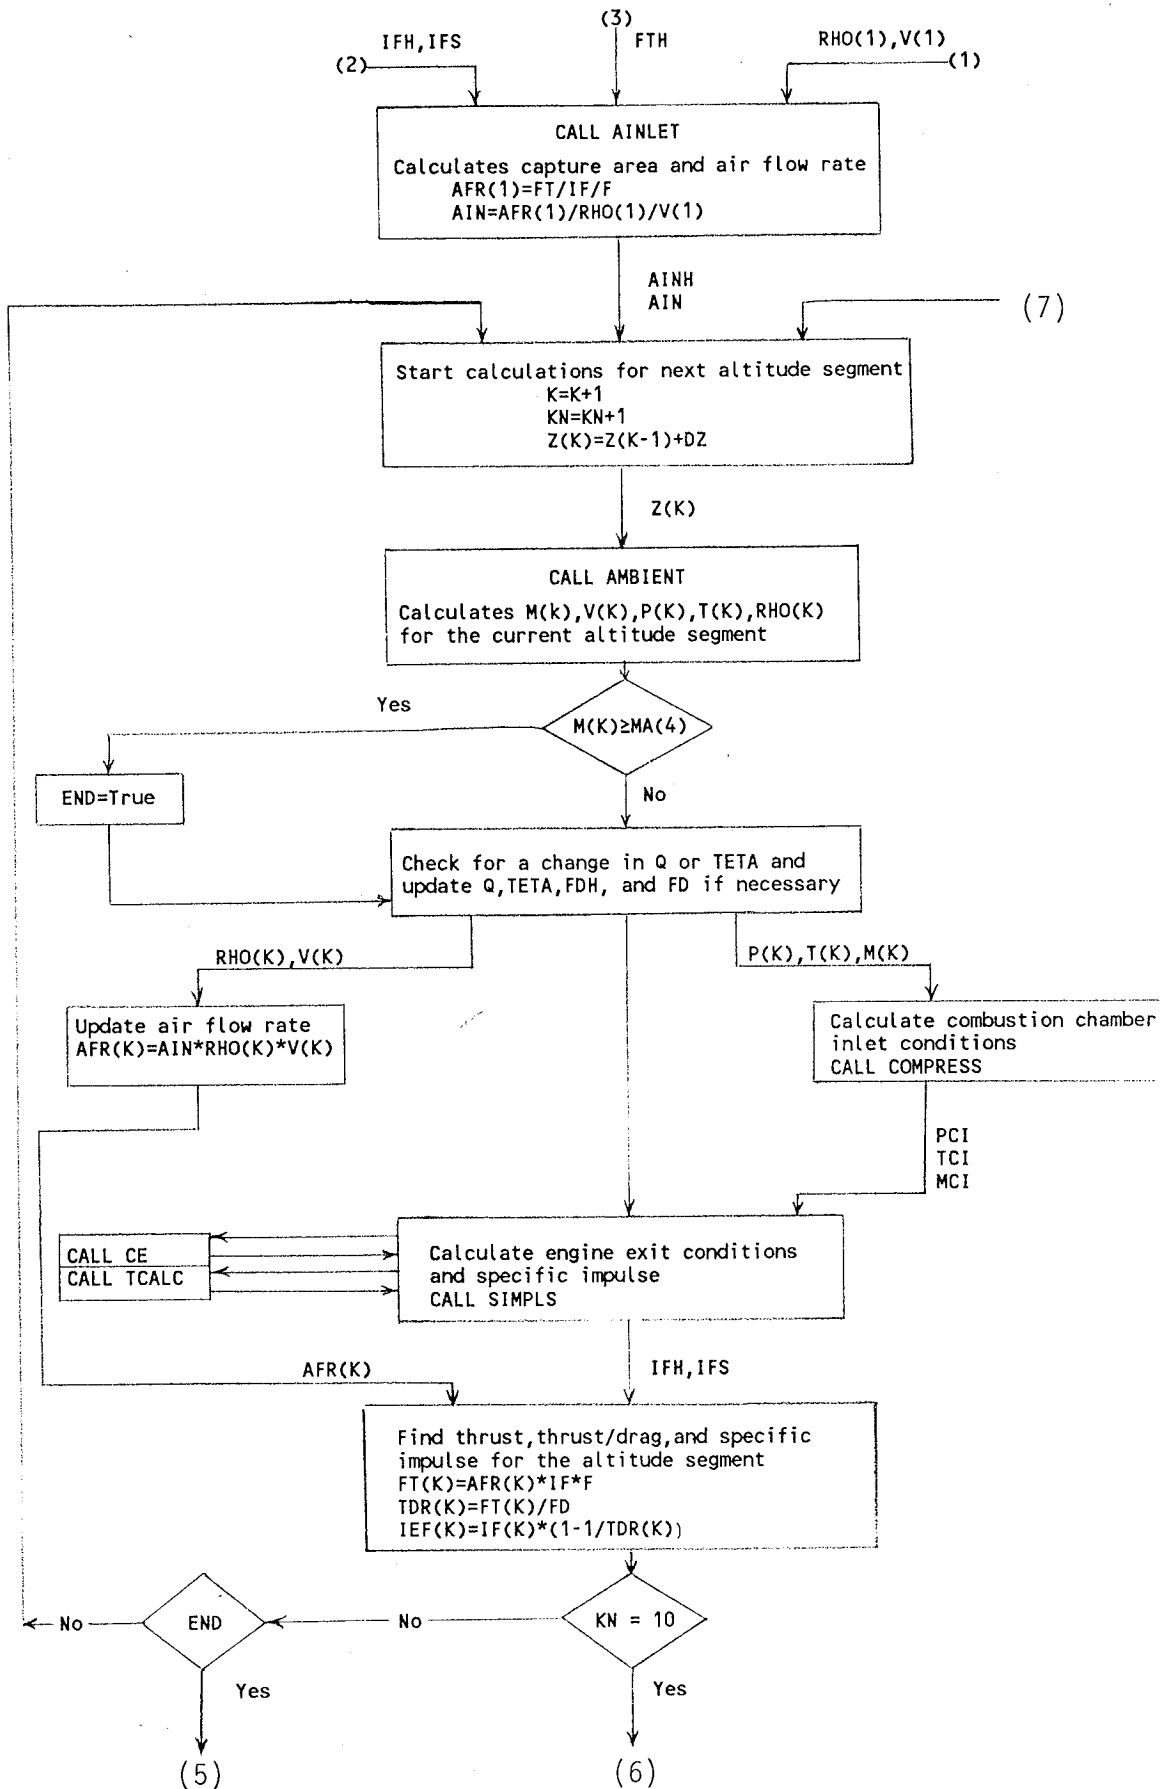 (3)
IFH,IFS
FTH
RHO(1),V(1)
(2)
(1)
CALL AINLET
Calculates capture area and air flow rate
AFR(1)=FT/IF/F
AIN=AFR(1)/RHO(1)/V(1)
AINH
AIN
(7)
Start calculations for next altitude segment
K=K+1
KN=KN+1
Z(K)=Z(K-1)+DZ
Z(K)
CALL AMBIENT
Calculates M(k),V(K),P(K),T(K),RHO(K)
for the current altitude segment
Yes
M(K)≥MA(4)
END=True
No
Check for a change in Q or TETA and
update Q,TETA,FDH, and FD if necessary
RHO(K),V(K)
P(K),T(K),M(K)
Update air flow rate
AFR(K)=AIN*RHO(K)*V(K)
Calculate combustion chamber
inlet conditions
CALL COMPRESS
PCI
TCI
MCI
CALL CE
CALL TCALC
Calculate engine exit conditions
and specific impulse
CALL SIMPLS
AFR(K)
IFH,IFS
Find thrust,thrust/drag,and specific
impulse for the altitude segment
FT(K)=AFR(K)*IF*F
TDR(K)=FT(K)/FD
IEF(K)=IF(K)*(1-1/TDR(K))
No
END
No
KN = 10
Yes
Yes
(5)
(6)